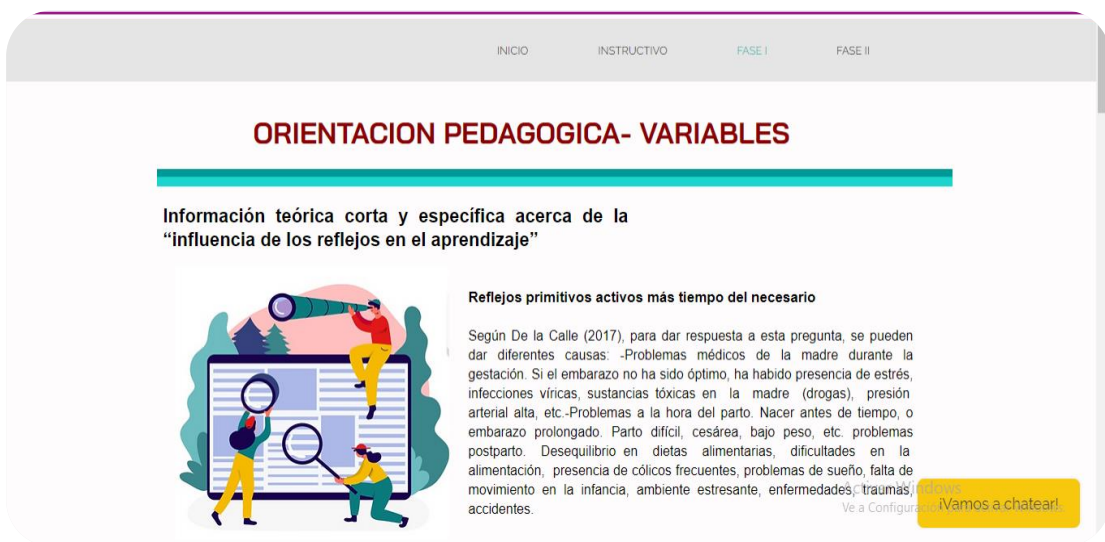 INICIO INSTRUCTIVO FASE I FASE II
ORIENTACION PEDAGOGICA- VARIABLES
Información teórica corta y específica acerca de la
“influencia de los reflejos en el aprendizaje”
Reflejos primitivos activos más tiempo del necesario
Según De la Calle (2017), para dar respuesta a esta pregunta, se pueden
dar diferentes causas: -Problemas médicos de la madre durante la
gestación. Si el embarazo no ha sido óptimo, ha habido presencia de estrés,
infecciones víricas, sustancias tóxicas en la madre (drogas), presión
arterial alta, etc.-Problemas a la hora del parto. Nacer antes de tiempo, o
embarazo prolongado. Parto difícil, cesárea, bajo peso, etc. problemas
postparto. Desequilibrio en dietas alimentarias, dificultades en la
alimentación, presencia de cólicos frecuentes, problemas de sueño, falta de
movimiento en la infancia, ambiente estresante, enfermedades, traumas,
accidentes.
Activar Windows
Ve a Configuración para
¡Vamos a chatear!